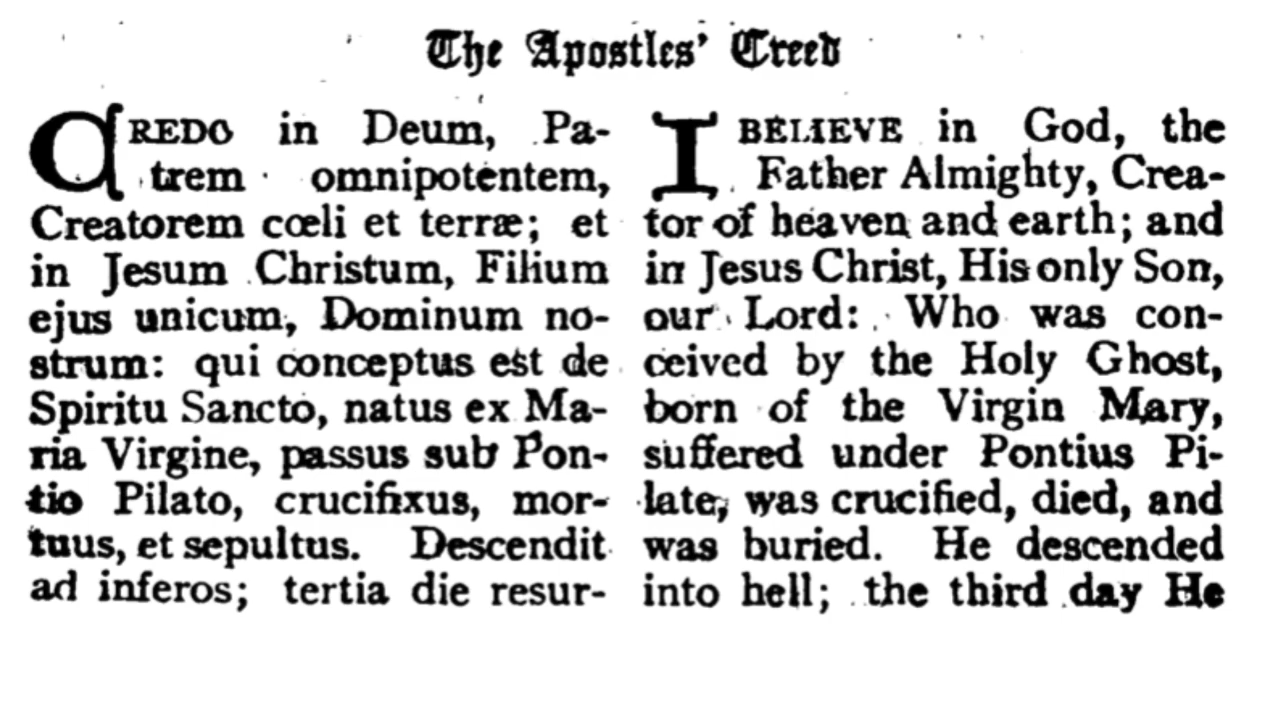 The Apostles' Creed
CREDO in Deum, Pa-
trem omnipotentem,
Creatorem cœli et terræ; et
in Jesum Christum, Filium
ejus unicum, Dominum no-
strum: qui conceptus est de
Spiritu Sancto, natus ex Ma-
ria Virgine, passus sub Pon-
tio Pilato, crucifixus, mor-
tuus, et sepultus. Descendit
ad inferos; tertia die resur-
I BELIEVE in God, the
Father Almighty, Crea-
tor of heaven and earth; and
in Jesus Christ, His only Son,
our Lord: Who was con-
ceived by the Holy Ghost,
born of the Virgin Mary,
suffered under Pontius Pi-
late, was crucified, died, and
was buried. He descended
into hell; the third day He